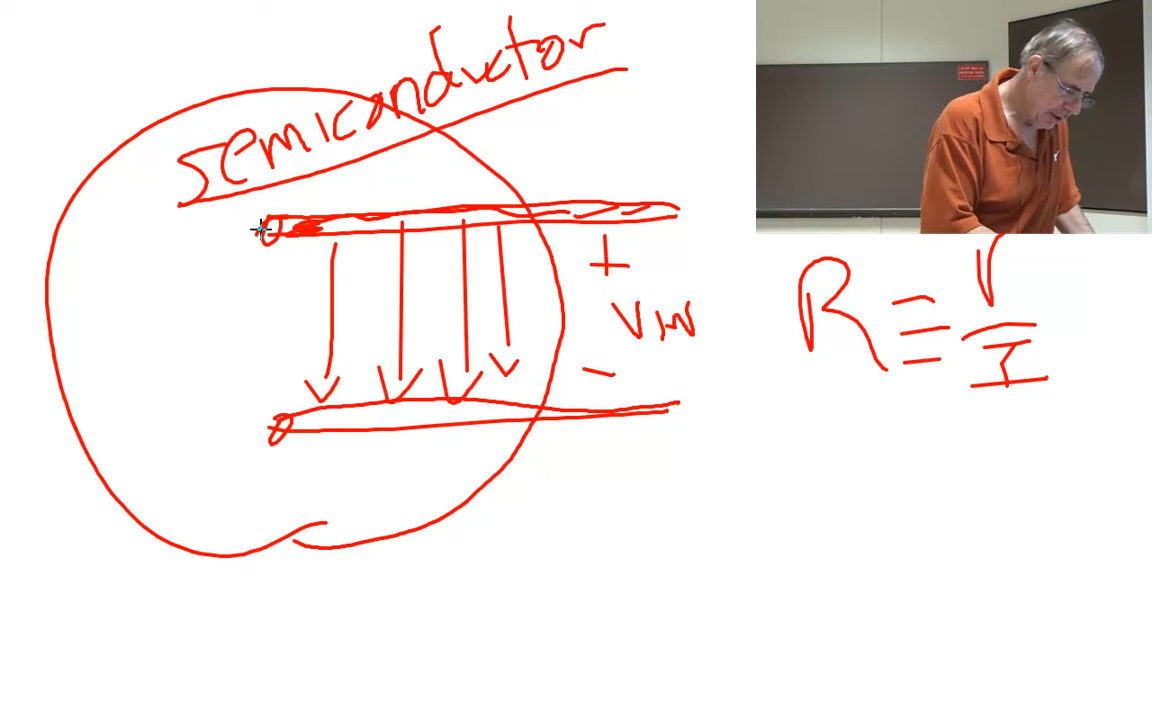 semiconductor
+
VIN
-
R ≡ V
I